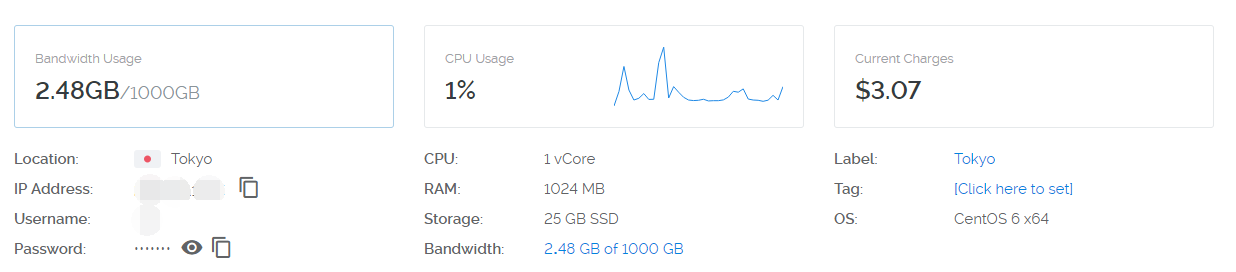 Bandwidth Usage
2.48GB/1000GB
CPU Usage
1%
Current Charges
$3.07
Location: Tokyo
IP Address:
Username:
Password: ·······
CPU: 1 vCore
RAM: 1024 MB
Storage: 25 GB SSD
Bandwidth: 2.48 GB of 1000 GB
Label: Tokyo
Tag: [Click here to set]
OS: CentOS 6 x64